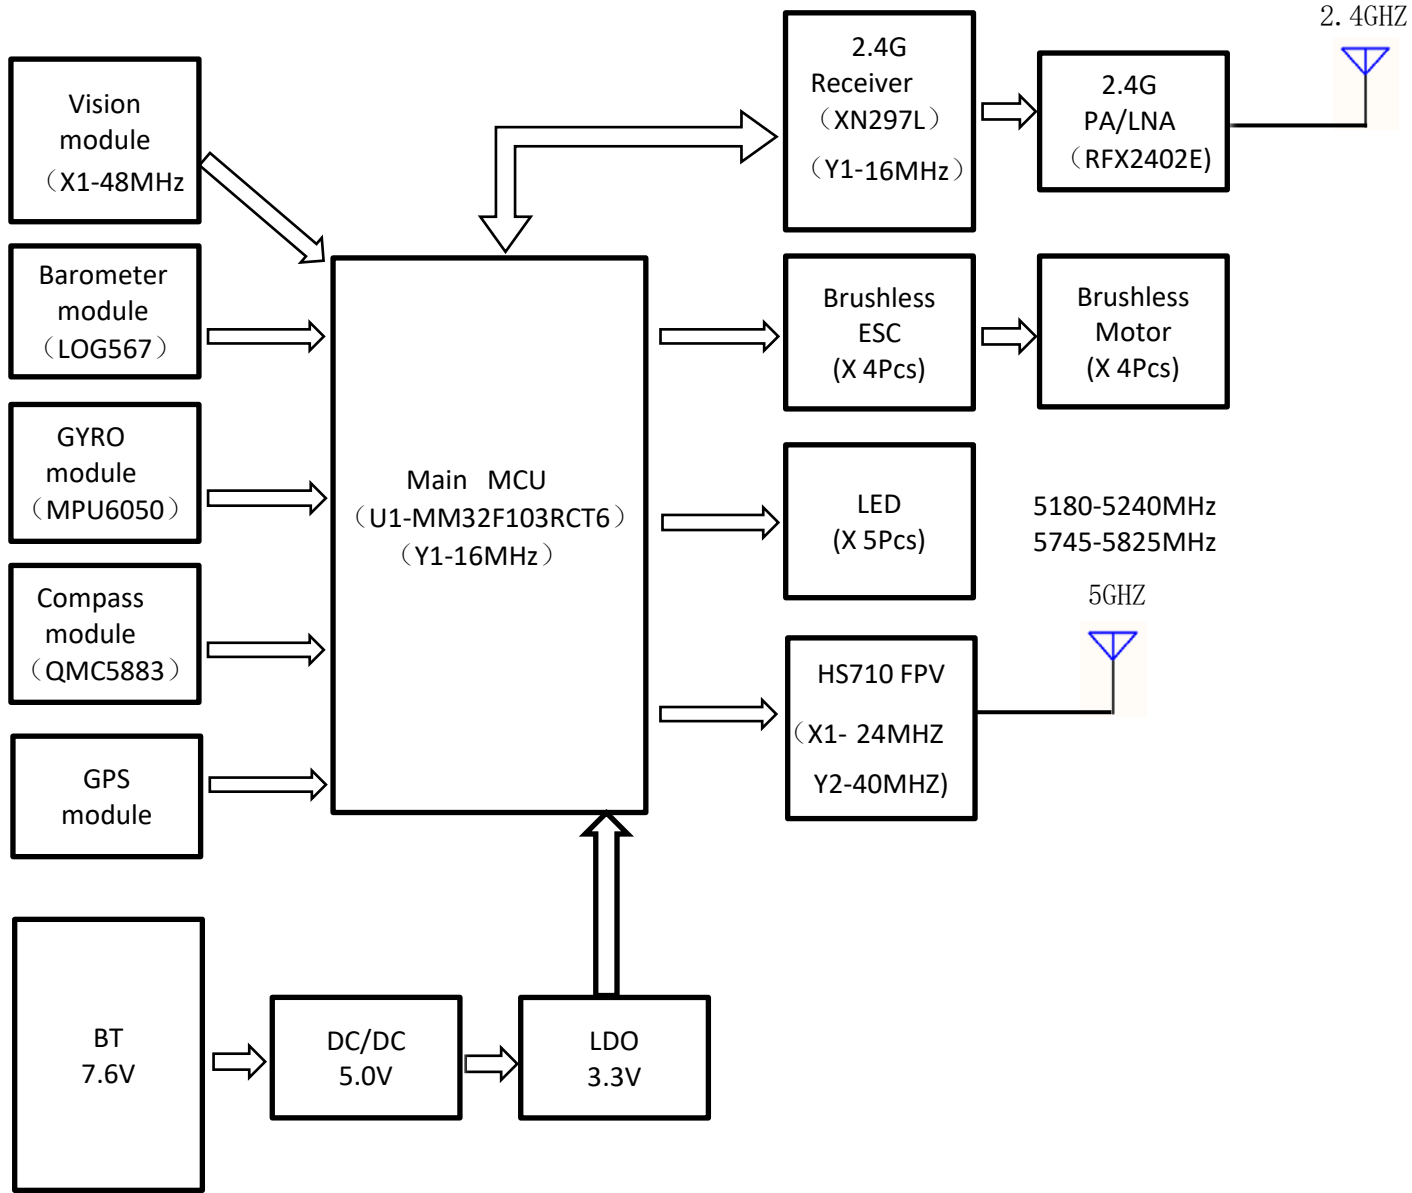 2.4GHZ
Vision
module
（X1-48MHz
2.4G
Receiver
（XN297L）
（Y1-16MHz）
2.4G
PA/LNA
（RFX2402E)
Barometer
module
（LOG567）
Brushless
ESC
(X 4Pcs)
Brushless
Motor
(X 4Pcs)
GYRO
module
（MPU6050）
Main MCU
（U1-MM32F103RCT6）
（Y1-16MHz）
LED
(X 5Pcs)
5180-5240MHz
5745-5825MHz
5GHZ
Compass
module
（QMC5883）
HS710 FPV
（X1- 24MHZ
Y2-40MHZ)
GPS
module
BT
7.6V
DC/DC
5.0V
LDO
3.3V